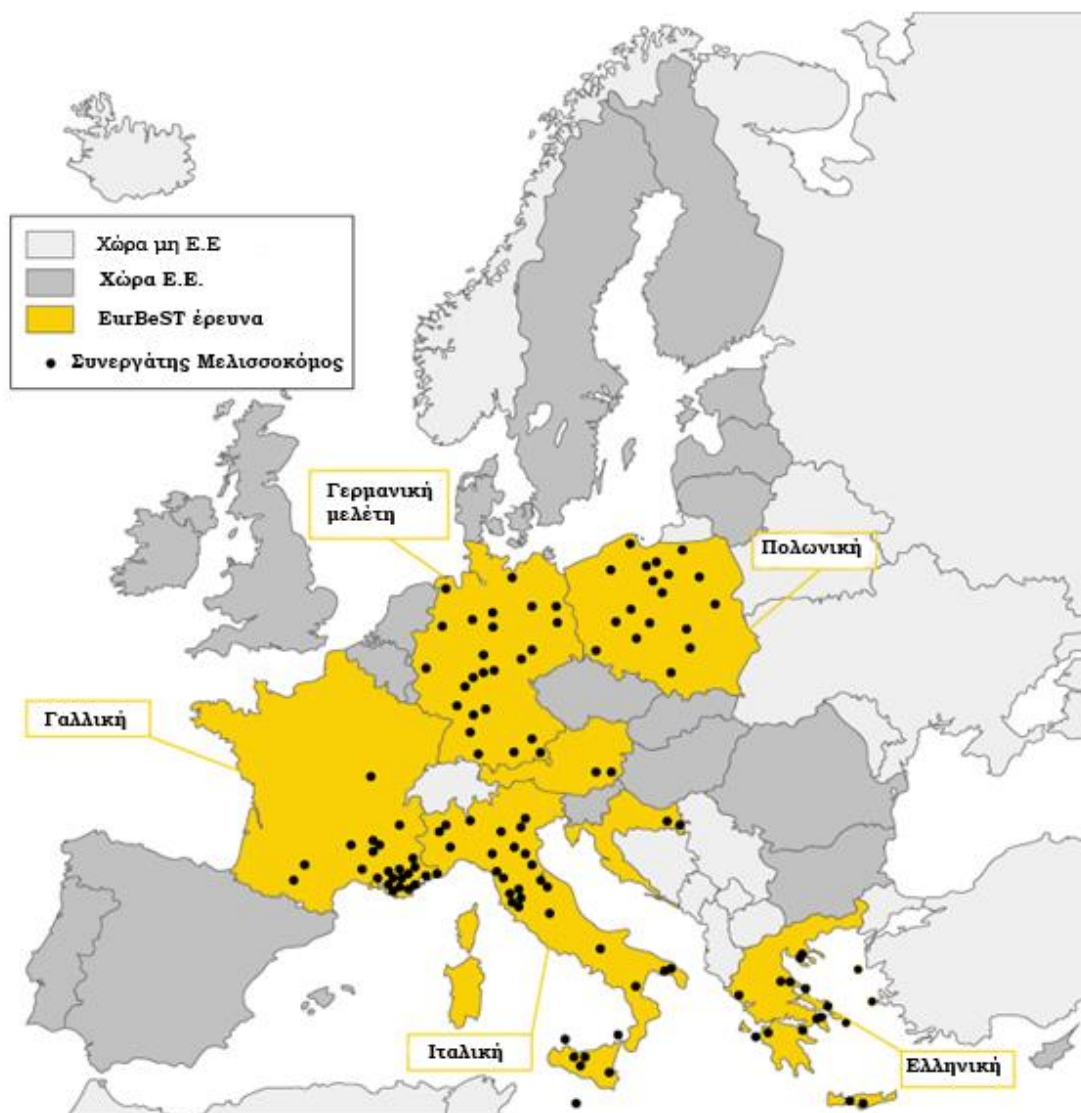 Χώρα μη Ε.Ε
Χώρα Ε.Ε.
EurBeST έρευνα
Συνεργάτης Μελισσοκόμος
Γερμανική
μελέτη
Πολωνική
Γαλλική
Ιταλική
Ελληνική